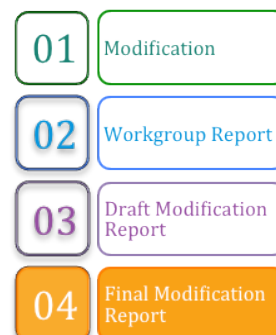 01
Modification
02
Workgroup Report
03
Draft Modification
Report
04
Final Modification
Report